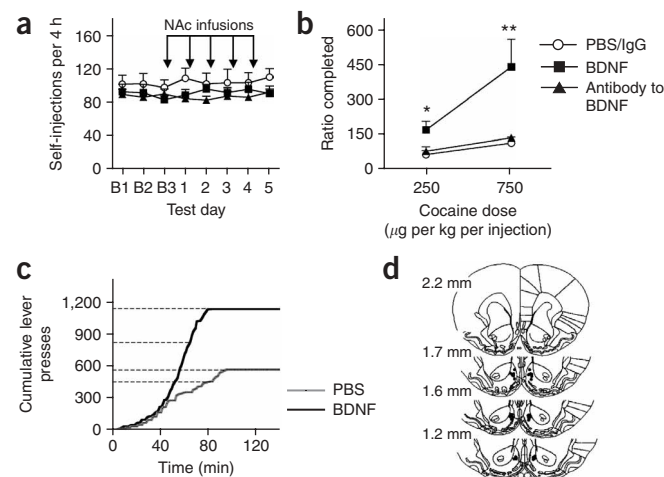 a
NAc infusions
Self-injections per 4 h
160
120
80
40
0
B1 B2 B3 1 2 3 4 5
Test day
b
Ratio completed
600
450
300
150
0
*
**
250 750
Cocaine dose
(μg per kg per injection)
PBS/IgG
BDNF
Antibody to
BDNF
c
Cumulative lever
presses
1,200
900
600
300
0
0 40 80 120
Time (min)
PBS
BDNF
d
2.2 mm
1.7 mm
1.6 mm
1.2 mm